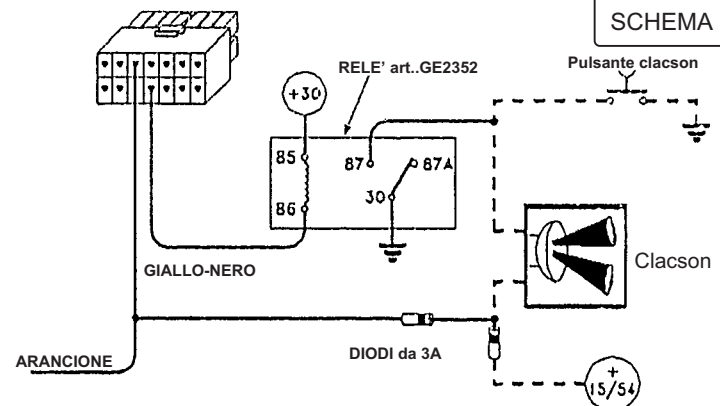 SCHEMA
Pulsante clacson
RELE' art..GE2352
+30
85
87
87A
86
30
GIALLO-NERO
Clacson
DIODI da 3A
ARANCIONE
+
15/54